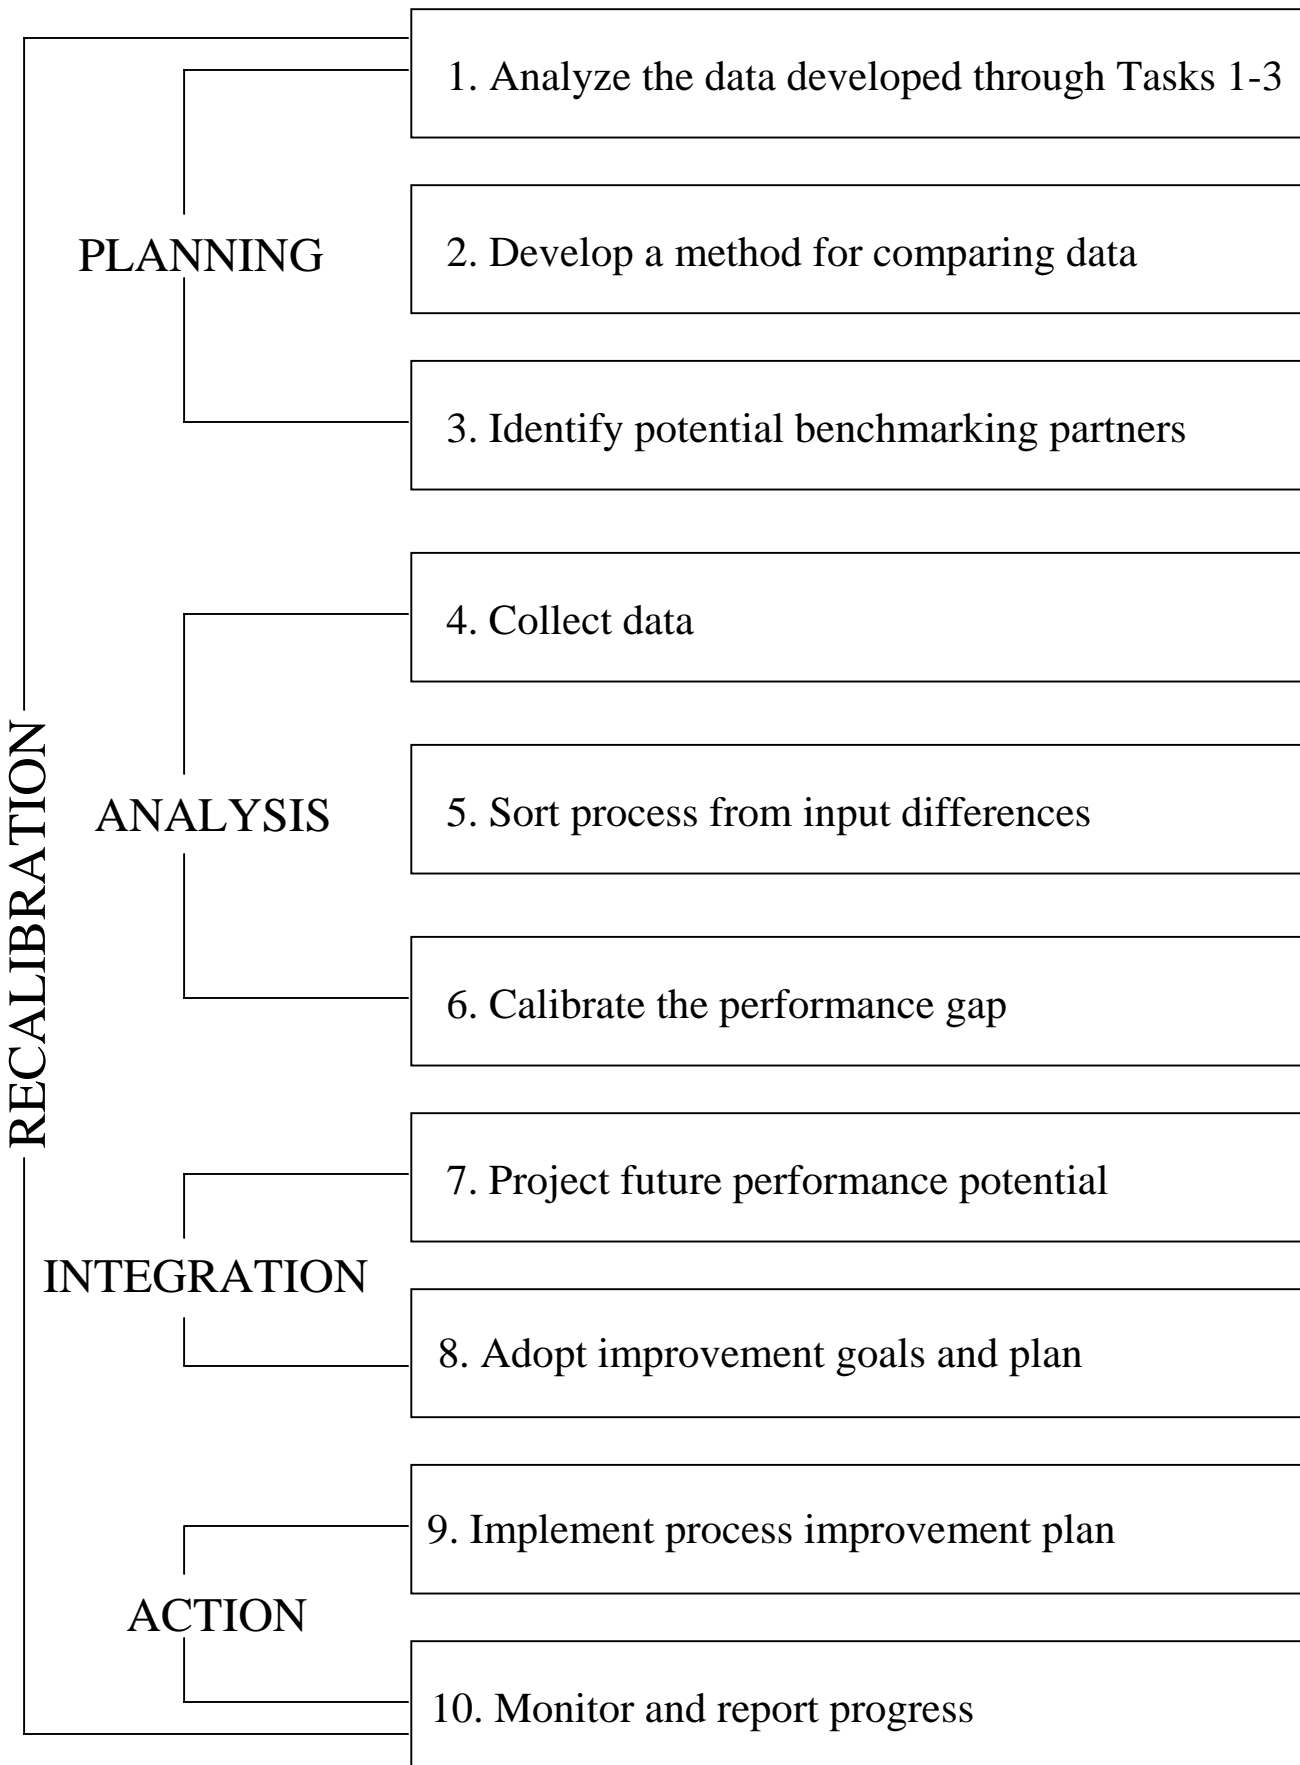 1. Analyze the data developed through Tasks 1-3
PLANNING
2. Develop a method for comparing data
3. Identify potential benchmarking partners
4. Collect data
RECALIBRATION
ANALYSIS
5. Sort process from input differences
6. Calibrate the performance gap
7. Project future performance potential
INTEGRATION
8. Adopt improvement goals and plan
9. Implement process improvement plan
ACTION
10. Monitor and report progress